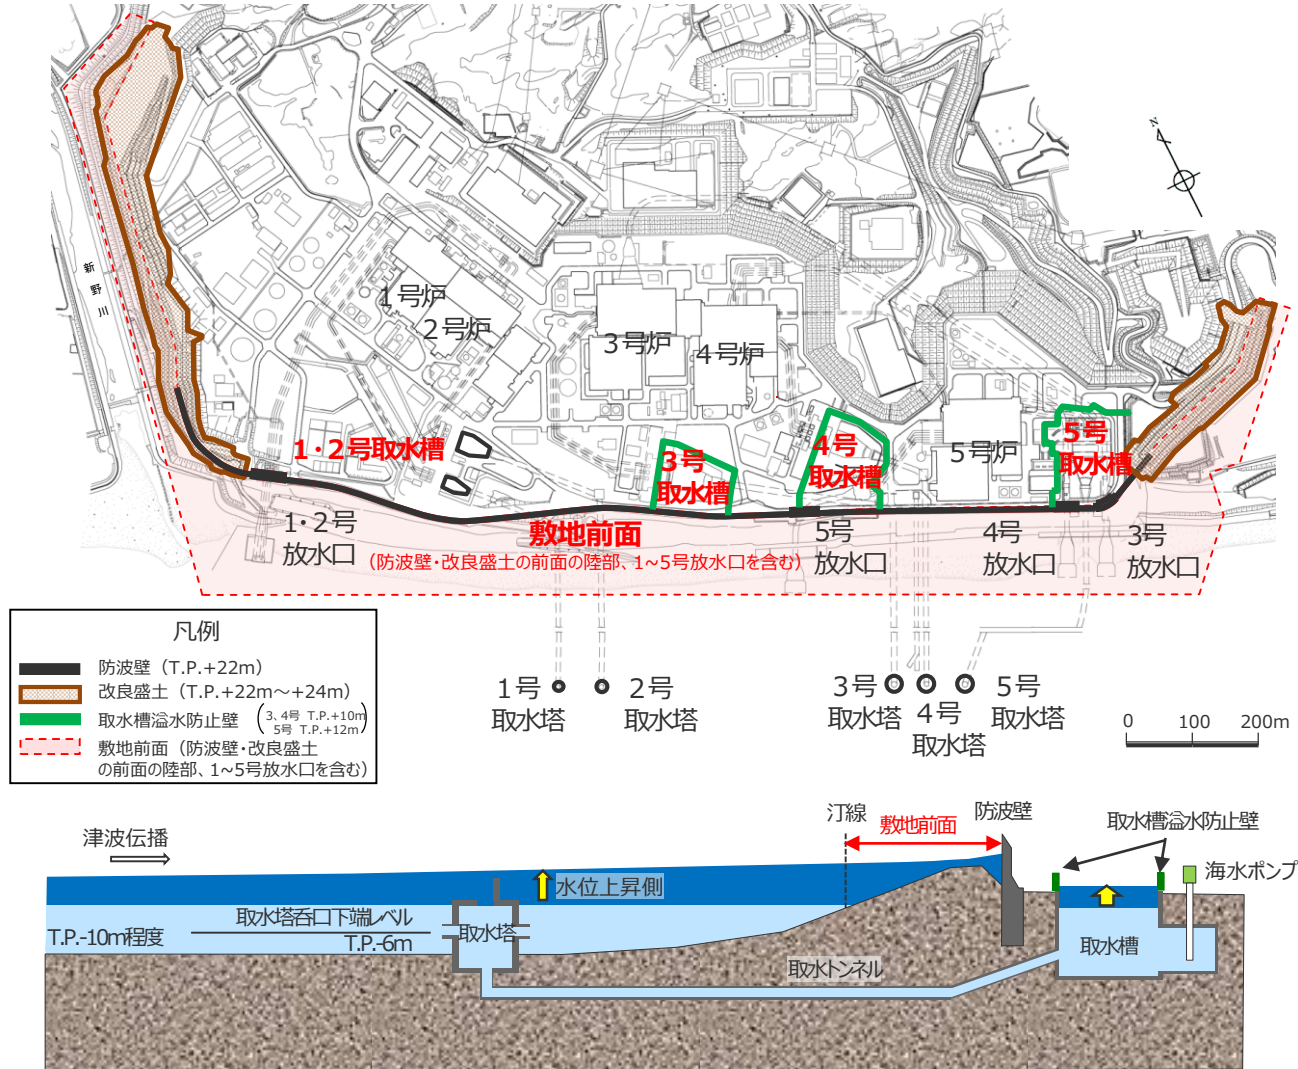 N
新野川
1号炉
2号炉
3号炉
4号炉
5号炉
1・2号取水槽
3号
取水槽
4号
取水槽
5号
取水槽
1・2号
放水口
敷地前面
（防波壁・改良盛土の前面の陸部、1~5号放水口を含む）
5号
放水口
4号
放水口
3号
放水口
1号
取水塔
2号
取水塔
3号
取水塔
4号
取水塔
5号
取水塔
0 100 200m
凡例
防波壁（T.P.+22m）
改良盛土（T.P.+22m～+24m）
取水槽溢水防止壁（3、4号 T.P.+10m
5号 T.P.+12m）
敷地前面（防波壁・改良盛土
の前面の陸部、1~5号放水口を含む）
津波伝播
汀線
敷地前面
防波壁
取水槽溢水防止壁
海水ポンプ
水位上昇側
取水塔呑口下端レベル
T.P.-10m程度
T.P.-6m
取水塔
取水槽
取水トンネル